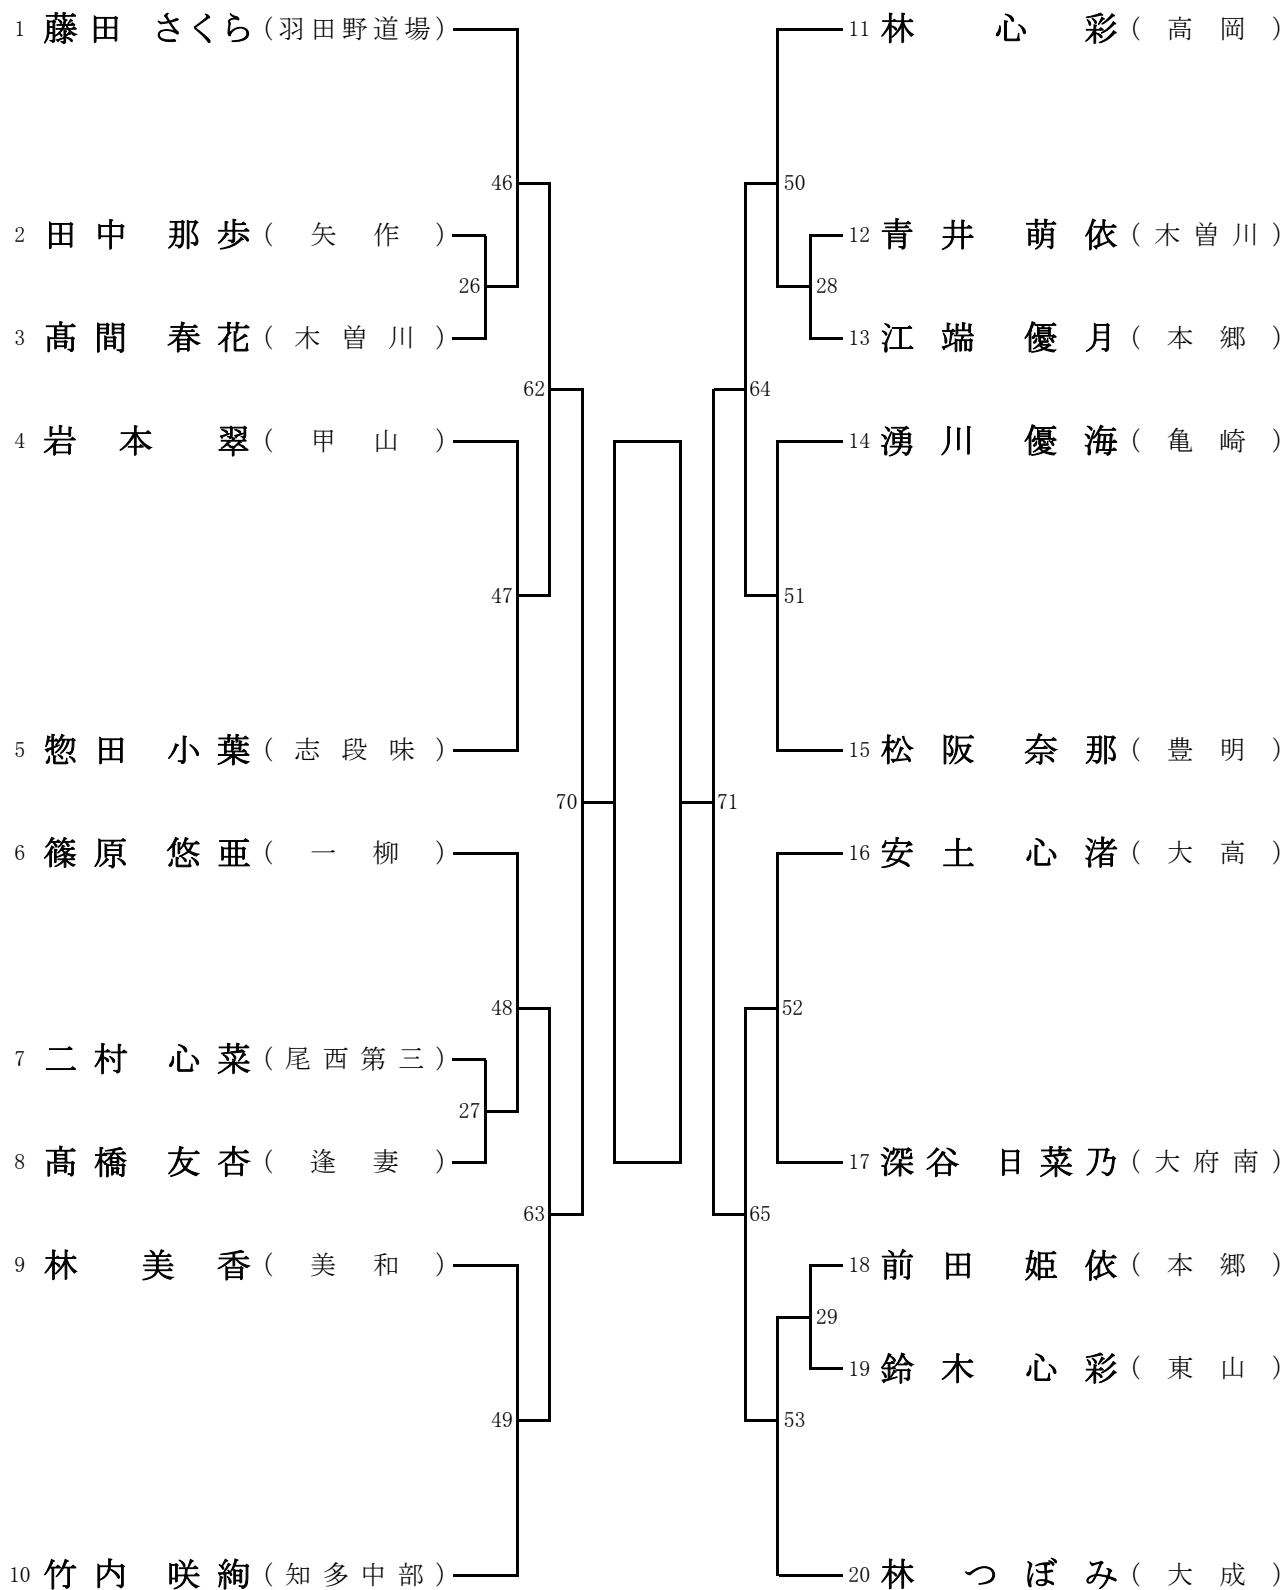 1 藤田 さくら (羽田野道場)
46
2 田中 那歩 (矢作)
26
3 髙間 春花 (木曽川)
62
4 岩本 翠 (甲山)
47
5 惣田 小葉 (志段味)
70
6 篠原 悠亜 (一柳)
48
7 二村 心菜 (尾西第三)
27
8 髙橋 友杏 (逢妻)
63
9 林 美香 (美和)
49
10 竹内 咲絢 (知多中部)
11 林 心彩 (高岡)
50
12 青井 萌依 (木曽川)
28
13 江端 優月 (本郷)
64
14 湧川 優海 (亀崎)
51
15 松阪 奈那 (豊明)
71
16 安土 心渚 (大高)
52
17 深谷 日菜乃 (大府南)
65
18 前田 姫依 (本郷)
29
19 鈴木 心彩 (東山)
53
20 林 つぼみ (大成)